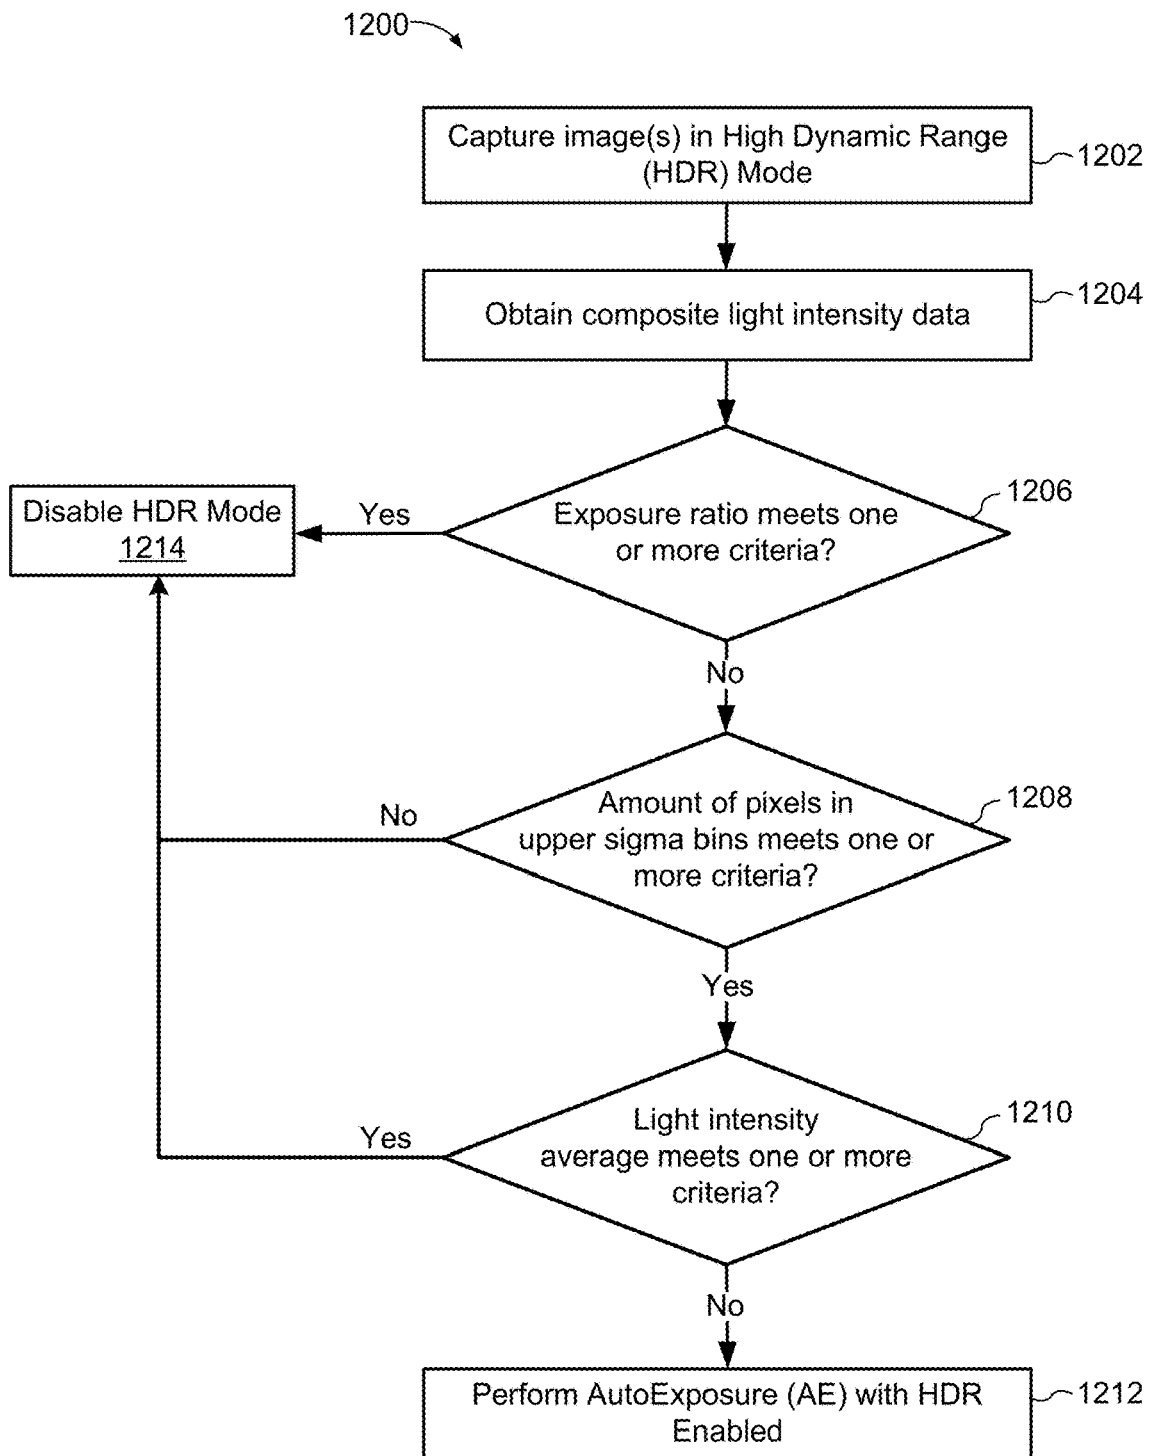 1200
Capture image(s) in High Dynamic Range
(HDR) Mode
1202
Obtain composite light intensity data
1204
Exposure ratio meets one
or more criteria?
1206
Yes
Disable HDR Mode
1214
No
Amount of pixels in
upper sigma bins meets one or
more criteria?
1208
No
Yes
Light intensity
average meets one or more
criteria?
1210
Yes
No
Perform AutoExposure (AE) with HDR
Enabled
1212